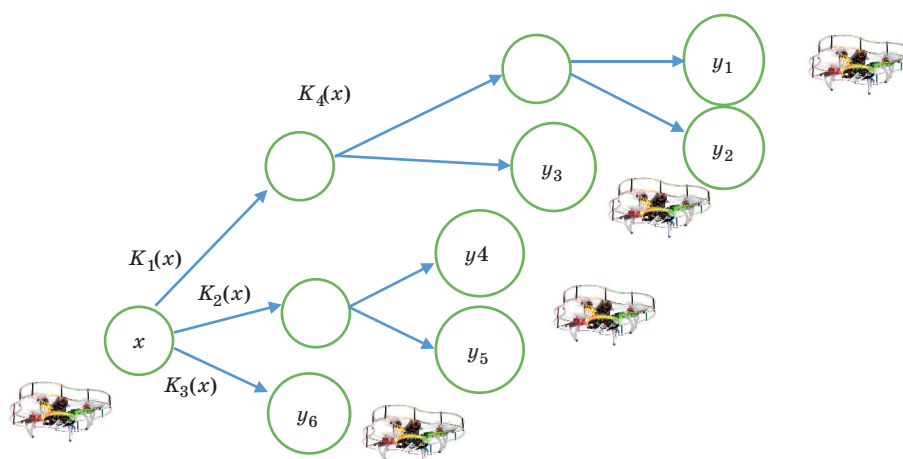 y₁
K₄(x)
y₂
y₃
K₁(x)
y4
K₂(x)
x
y₅
K₃(x)
y₆